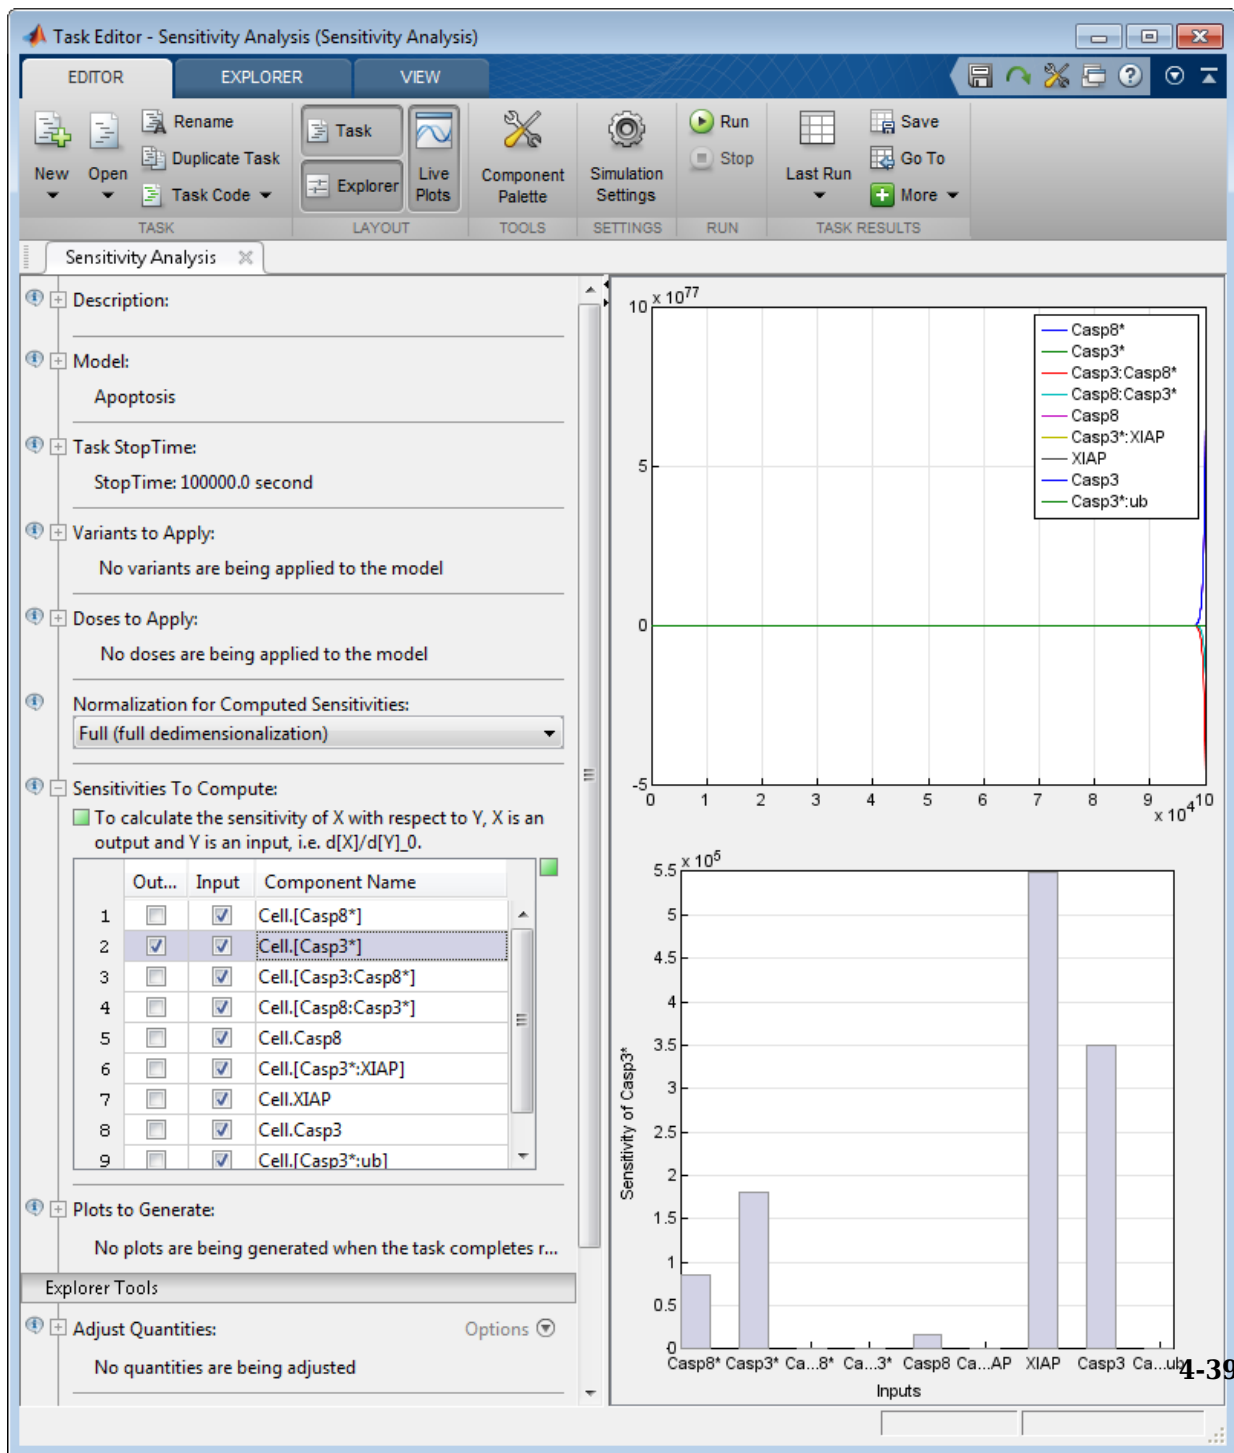 Task Editor - Sensitivity Analysis (Sensitivity Analysis)
EDITOR EXPLORER VIEW
New Open Rename Duplicate Task Task Code
Task Explorer Live Plots
Component Palette
Simulation Settings
Run Stop
Last Run Save Go To More
TASK LAYOUT TOOLS SETTINGS RUN TASK RESULTS
Sensitivity Analysis
Description:
Model:
Apoptosis
Task StopTime:
StopTime: 100000.0 second
Variants to Apply:
No variants are being applied to the model
Doses to Apply:
No doses are being applied to the model
Normalization for Computed Sensitivities:
Full (full dedimensionalization)
Sensitivities To Compute:
To calculate the sensitivity of X with respect to Y, X is an
output and Y is an input, i.e. d[X]/d[Y]_0.
Out... Input Component Name
1 Cell.[Casp8*]
2 Cell.[Casp3*]
3 Cell.[Casp3:Casp8*]
4 Cell.[Casp8:Casp3*]
5 Cell.Casp8
6 Cell.[Casp3*:XIAP]
7 Cell.XIAP
8 Cell.Casp3
9 Cell.[Casp3*:ub]
Plots to Generate:
No plots are being generated when the task completes r...
Explorer Tools
Adjust Quantities: Options
No quantities are being adjusted
10 x 10^77
5
0
-5
0 1 2 3 4 5 6 7 8 9 10
x 10^4
Casp8*
Casp3*
Casp3:Casp8*
Casp8:Casp3*
Casp8
Casp3*:XIAP
XIAP
Casp3
Casp3*:ub
5.5 x 10^5
5
4.5
4
3.5
3
2.5
2
1.5
1
0.5
0
Sensitivity of Casp3*
Casp8* Casp3* Ca...8* Ca...3* Casp8 Ca...AP XIAP Casp3 Ca...ub
Inputs
4-39